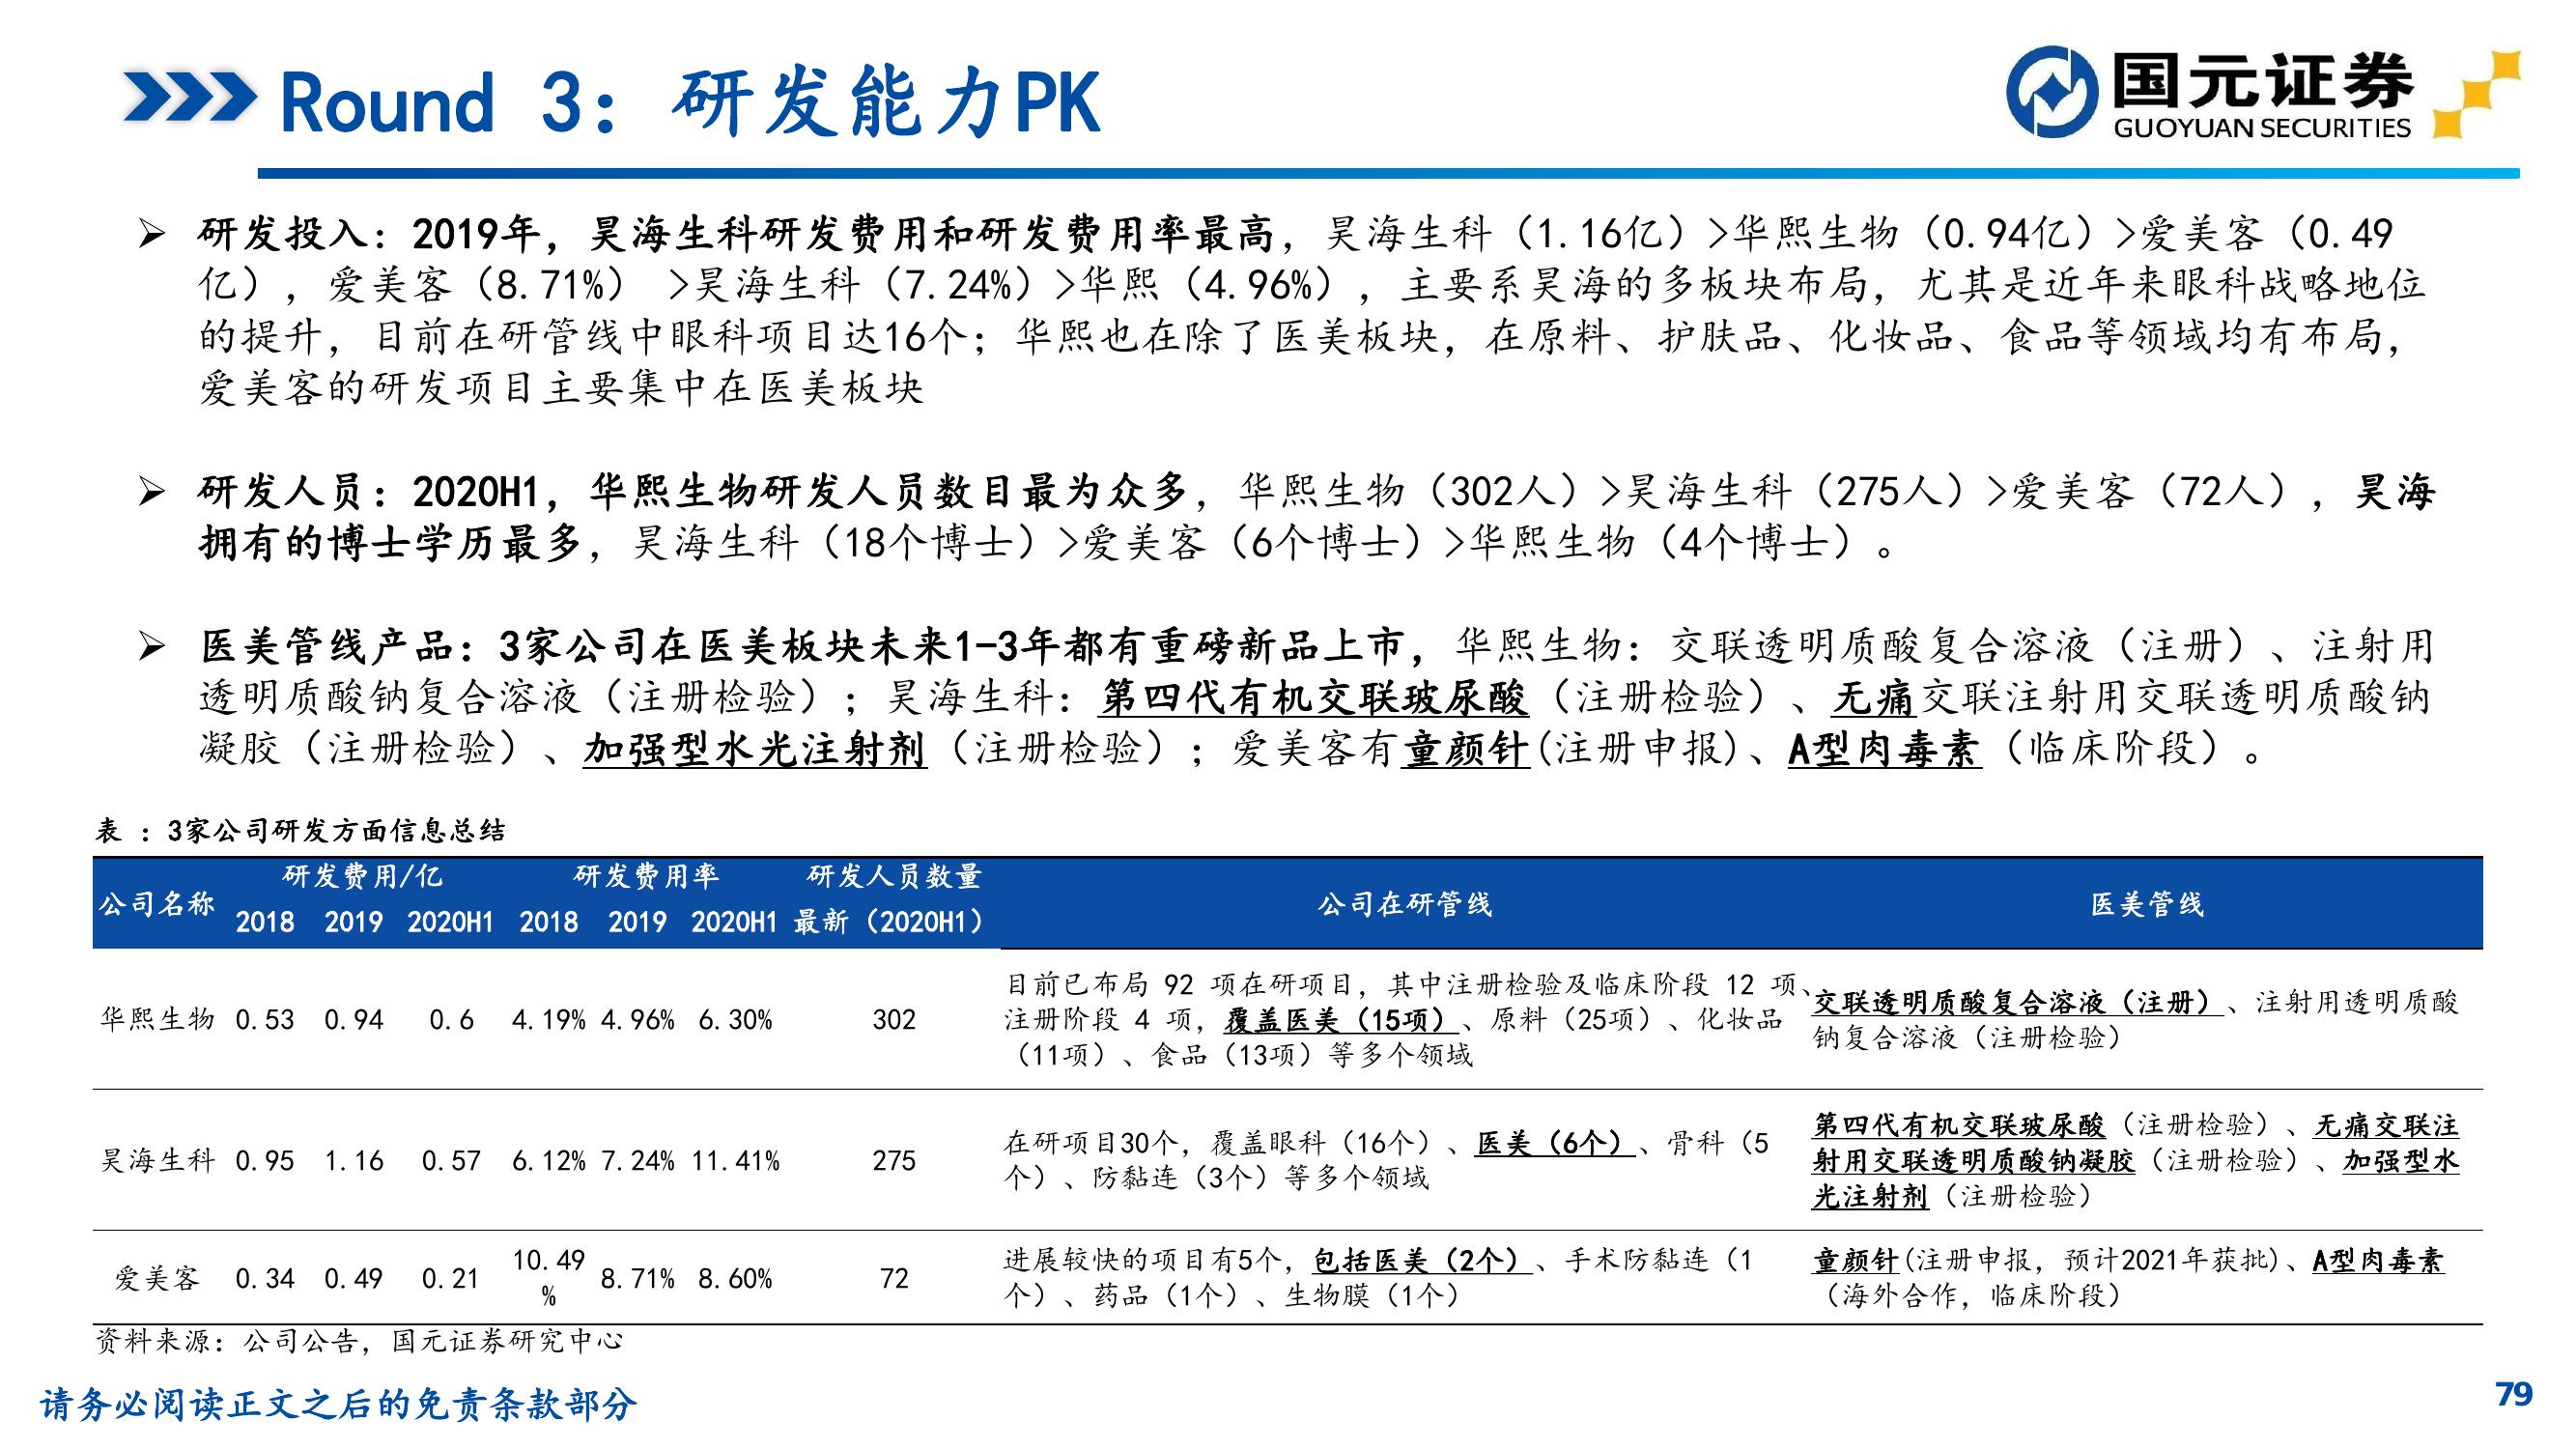 Round 3：研发能力PK
国元证券
GUOYUAN SECURITIES
➢ 研发投入：2019年，昊海生科研发费用和研发费用率最高，昊海生科（1.16亿）>华熙生物（0.94亿）>爱美客（0.49
亿），爱美客（8.71%） >昊海生科（7.24%）>华熙（4.96%），主要系昊海的多板块布局，尤其是近年来眼科战略地位
的提升，目前在研管线中眼科项目达16个；华熙也在除了医美板块，在原料、护肤品、化妆品、食品等领域均有布局，
爱美客的研发项目主要集中在医美板块
➢ 研发人员：2020H1，华熙生物研发人员数目最为众多，华熙生物（302人）>昊海生科（275人）>爱美客（72人），昊海
拥有的博士学历最多，昊海生科（18个博士）>爱美客（6个博士）>华熙生物（4个博士）。
➢ 医美管线产品：3家公司在医美板块未来1-3年都有重磅新品上市，华熙生物：交联透明质酸复合溶液（注册）、注射用
透明质酸钠复合溶液（注册检验）；昊海生科：第四代有机交联玻尿酸（注册检验）、无痛交联注射用交联透明质酸钠
凝胶（注册检验）、加强型水光注射剂（注册检验）；爱美客有童颜针(注册申报)、A型肉毒素（临床阶段）。
表 ：3家公司研发方面信息总结
公司名称 研发费用/亿 研发费用率 研发人员数量 公司在研管线 医美管线
2018 2019 2020H1 2018 2019 2020H1 最新（2020H1）
华熙生物 0.53 0.94 0.6 4.19% 4.96% 6.30% 302
目前已布局 92 项在研项目，其中注册检验及临床阶段 12 项、
注册阶段 4 项，覆盖医美（15项）、原料（25项）、化妆品
（11项）、食品（13项）等多个领域
交联透明质酸复合溶液（注册）、注射用透明质酸
钠复合溶液（注册检验）
昊海生科 0.95 1.16 0.57 6.12% 7.24% 11.41% 275
在研项目30个，覆盖眼科（16个）、医美（6个）、骨科（5
个）、防黏连（3个）等多个领域
第四代有机交联玻尿酸（注册检验）、无痛交联注
射用交联透明质酸钠凝胶（注册检验）、加强型水
光注射剂（注册检验）
爱美客 0.34 0.49 0.21 10.49% 8.71% 8.60% 72
进展较快的项目有5个，包括医美（2个）、手术防黏连（1
个）、药品（1个）、生物膜（1个）
童颜针(注册申报，预计2021年获批)、A型肉毒素
（海外合作，临床阶段）
资料来源：公司公告，国元证券研究中心
请务必阅读正文之后的免责条款部分
79